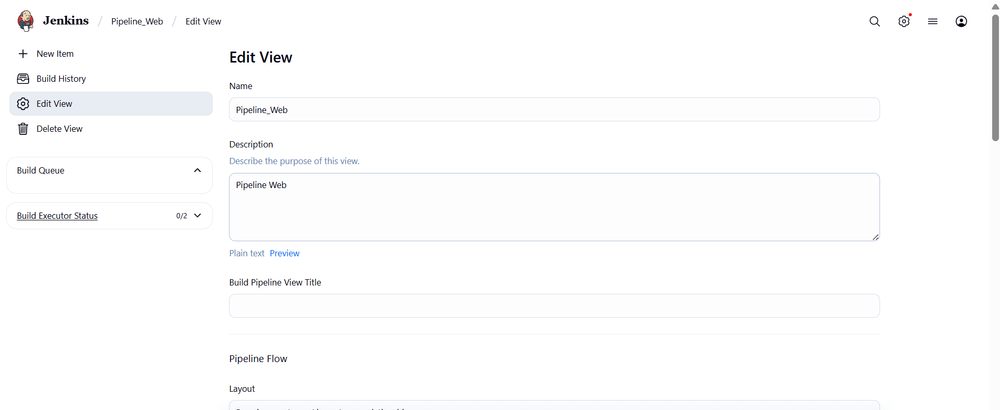 Jenkins / Pipeline_Web / Edit View
New Item
Build History
Edit View
Delete View
Build Queue
Build Executor Status 0/2
Edit View
Name
Pipeline_Web
Description
Describe the purpose of this view.
Pipeline Web
Plain text Preview
Build Pipeline View Title
Pipeline Flow
Layout